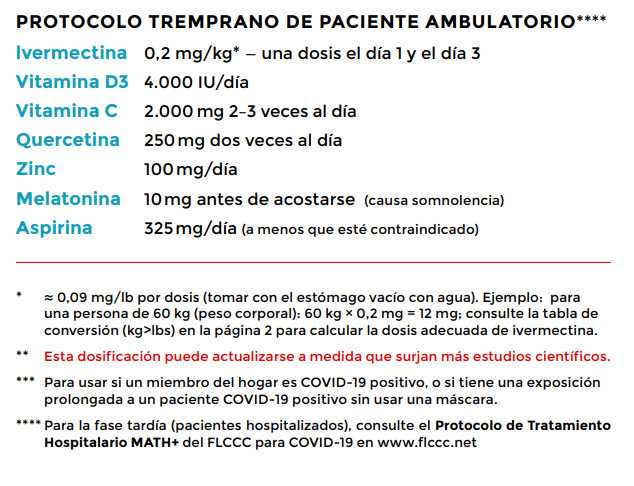 PROTOCOLO TREMPRANO DE PACIENTE AMBULATORIO****
Ivermectina 0,2 mg/kg* – una dosis el día 1 y el día 3
Vitamina D3 4.000 IU/día
Vitamina C 2.000 mg 2–3 veces al día
Quercetina 250 mg dos veces al día
Zinc 100 mg/día
Melatonina 10 mg antes de acostarse (causa somnolencia)
Aspirina 325 mg/día (a menos que esté contraindicado)
* ≈ 0,09 mg/lb por dosis (tomar con el estómago vacío con agua). Ejemplo: para
una persona de 60 kg (peso corporal): 60 kg × 0,2 mg = 12 mg; consulte la tabla de
conversión (kg>lbs) en la página 2 para calcular la dosis adecuada de ivermectina.
** Esta dosificación puede actualizarse a medida que surjan más estudios científicos.
*** Para usar si un miembro del hogar es COVID-19 positivo, o si tiene una exposición
prolongada a un paciente COVID-19 positivo sin usar una máscara.
**** Para la fase tardía (pacientes hospitalizados), consulte el Protocolo de Tratamiento
Hospitalario MATH+ del FLCCC para COVID-19 en www.flccc.net